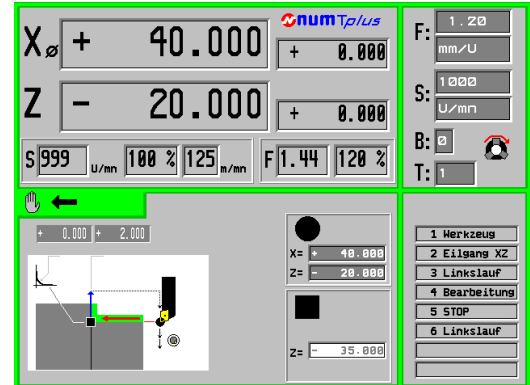 num Tplus
X ø + 40.000 + 0.000
Z - 20.000 + 0.000
S 999 U/mn 100 % 125 m/mn F 1.44 120 %
F: 1.20
mm/U
S: 1000
U/mn
B: 0
T: 1
+ 0.000 + 2.000
X= + 40.000
Z= - 20.000
Z= - 35.000
1 Werkzeug
2 Eilgang XZ
3 Linkslauf
4 Bearbeitung
5 STOP
6 Linkslauf